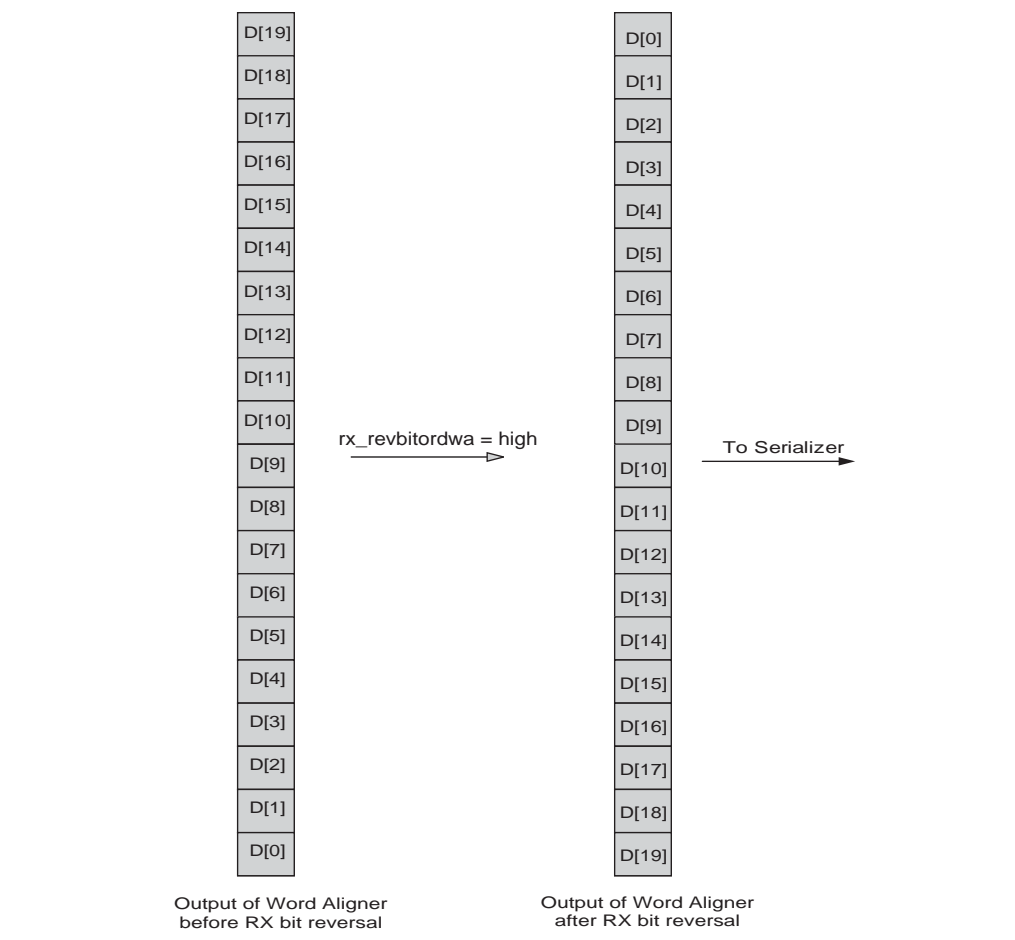 D[19]
D[18]
D[17]
D[16]
D[15]
D[14]
D[13]
D[12]
D[11]
D[10]
D[9]
D[8]
D[7]
D[6]
D[5]
D[4]
D[3]
D[2]
D[1]
D[0]
Output of Word Aligner
before RX bit reversal
rx_revbitordwa = high
D[0]
D[1]
D[2]
D[3]
D[4]
D[5]
D[6]
D[7]
D[8]
D[9]
D[10]
D[11]
D[12]
D[13]
D[14]
D[15]
D[16]
D[17]
D[18]
D[19]
Output of Word Aligner
after RX bit reversal
To Serializer